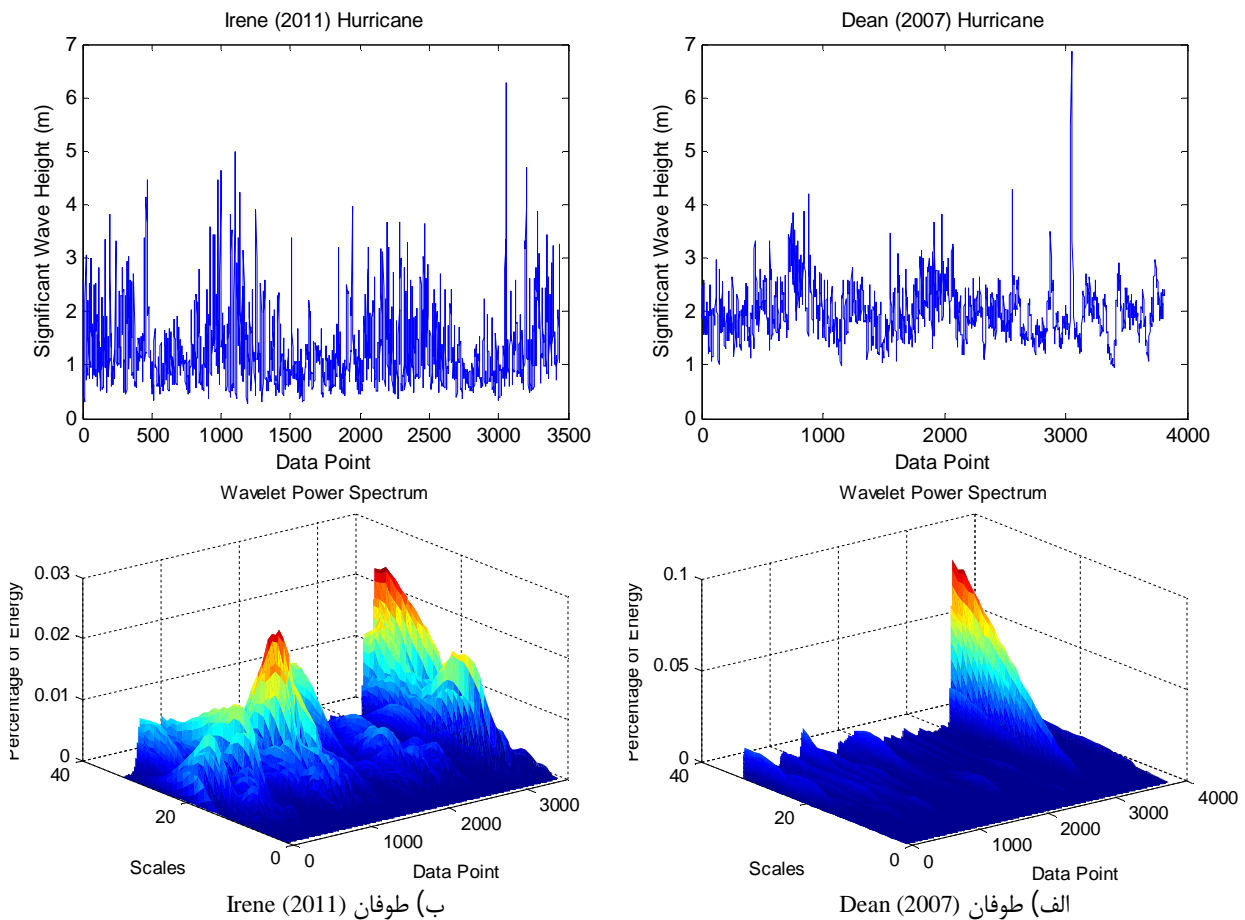 Irene (2011) Hurricane
7
6
5
4
3
2
1
0
Significant Wave Height (m)
0 500 1000 1500 2000 2500 3000 3500
Data Point
Dean (2007) Hurricane
7
6
5
4
3
2
1
0
Significant Wave Height (m)
0 1000 2000 3000 4000
Data Point
Wavelet Power Spectrum
0.03
0.02
0.01
0
Percentage of Energy
40
20
0
Scales
0
1000
2000
3000
Data Point
Wavelet Power Spectrum
0.1
0.05
0
Percentage of Energy
40
20
0
Scales
0
1000
2000
3000
4000
Data Point
ب) طوفان Irene (2011)
الف) طوفان Dean (2007)